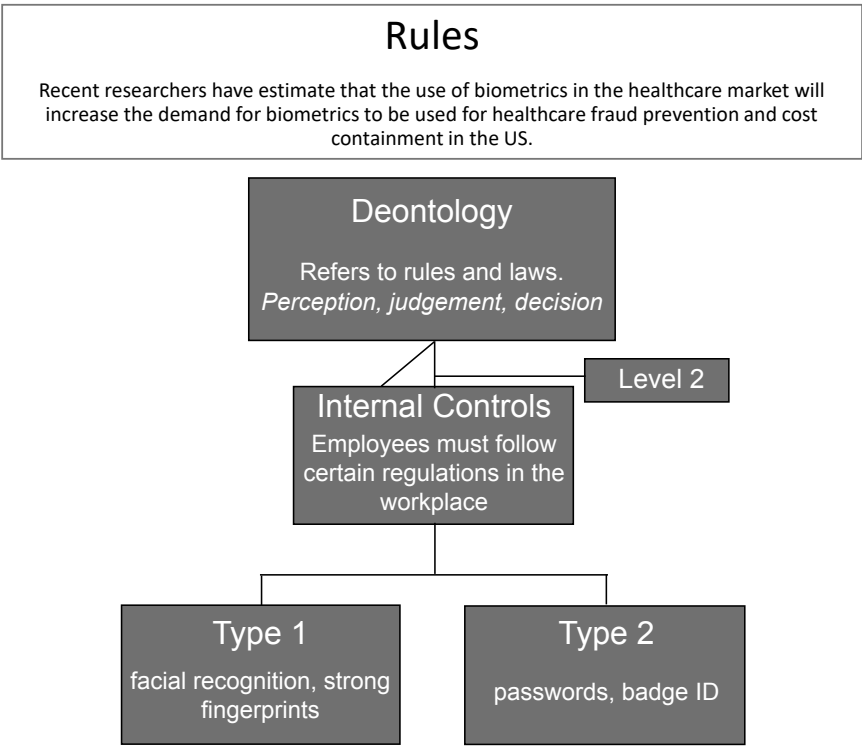 Rules
Recent researchers have estimate that the use of biometrics in the healthcare market will
increase the demand for biometrics to be used for healthcare fraud prevention and cost
containment in the US.
Deontology
Refers to rules and laws.
Perception, judgement, decision
Level 2
Internal Controls
Employees must follow
certain regulations in the
workplace
Type 1
facial recognition, strong
fingerprints
Type 2
passwords, badge ID